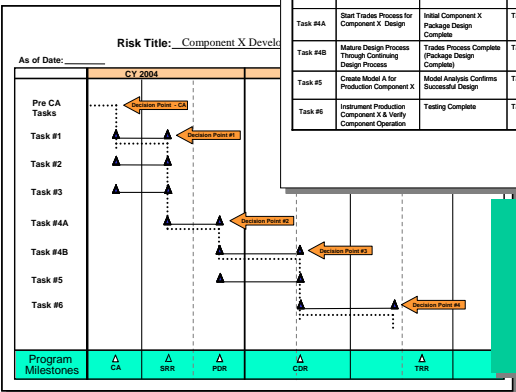 Risk Title: Component X Develo
As of Date:
CY 2004
Pre CA
Tasks
Decision Point - CA
Task #1
Decision Point #1
Task #2
Task #3
Task #4A
Decision Point #2
Task #4B
Decision Point #3
Task #5
Task #6
Decision Point #4
Program
Milestones
CA
SRR
PDR
CDR
TRR
Task #4A
Start Trades Process for
Component X Design
Initial Component X
Package Design
Complete
Task #4B
Mature Design Process
Through Continuing
Design Process
Trades Process Complete
(Package Design
Complete)
Task #5
Create Model A for
Production Component X
Model Analysis Confirms
Successful Design
Task #6
Instrument Production
Component X & Verify
Component Operation
Testing Complete